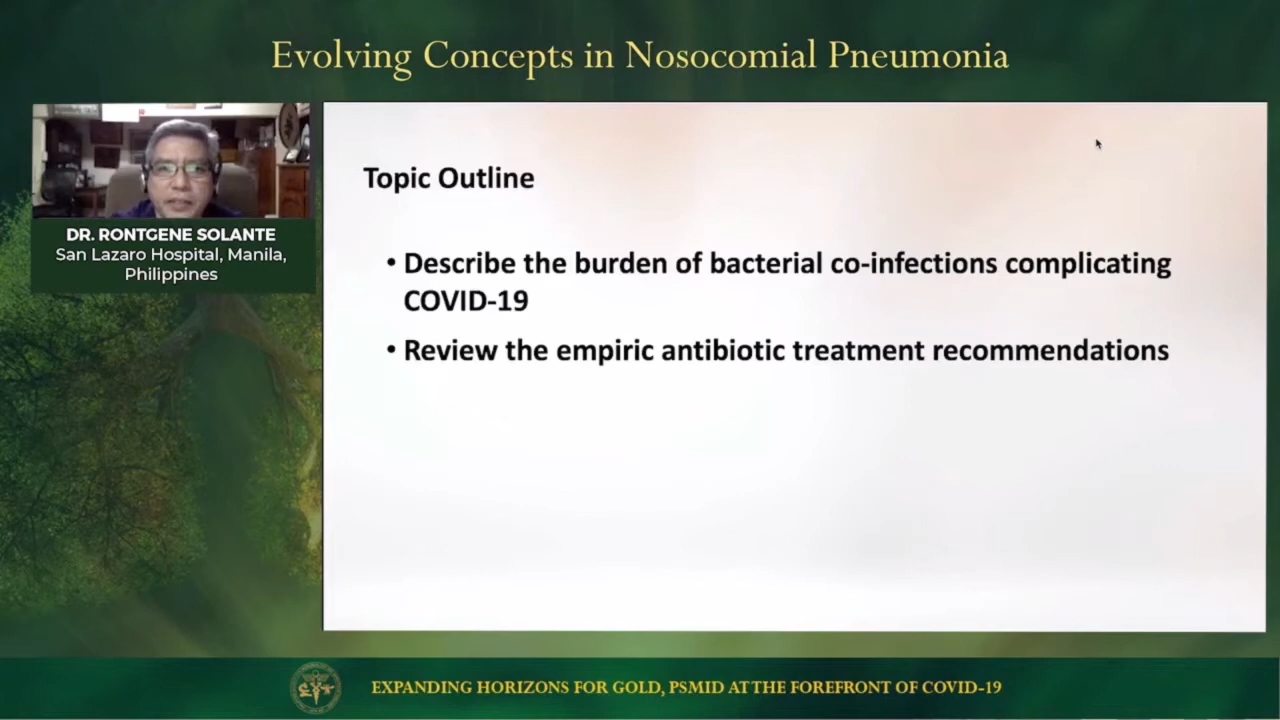 Evolving Concepts in Nosocomial Pneumonia
DR. RONTGENE SOLANTE
San Lazaro Hospital, Manila,
Philippines
Topic Outline
• Describe the burden of bacterial co-infections complicating
COVID-19
• Review the empiric antibiotic treatment recommendations
EXPANDING HORIZONS FOR GOLD, PSMID AT THE FOREFRONT OF COVID-19